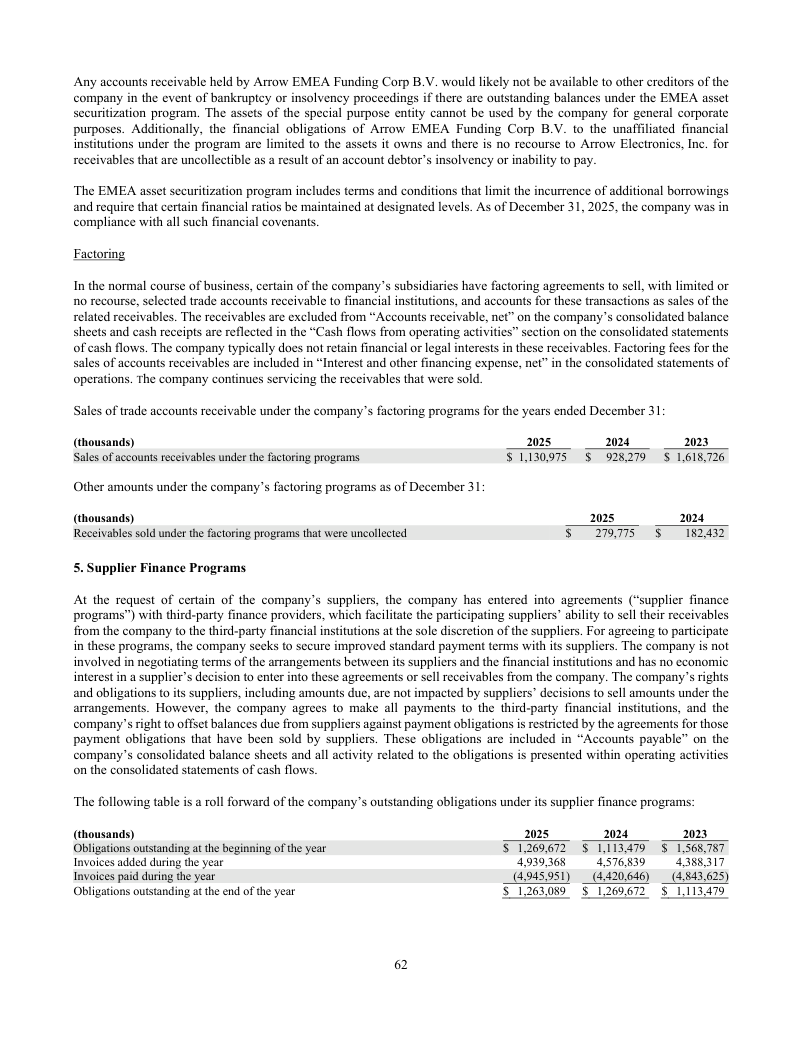 Any accounts receivable held by Arrow EMEA Funding Corp B.V. would likely not be available to other creditors of the
company in the event of bankruptcy or insolvency proceedings if there are outstanding balances under the EMEA asset
securitization program. The assets of the special purpose entity cannot be used by the company for general corporate
purposes. Additionally, the financial obligations of Arrow EMEA Funding Corp B.V. to the unaffiliated financial
institutions under the program are limited to the assets it owns and there is no recourse to Arrow Electronics, Inc. for
receivables that are uncollectible as a result of an account debtor’s insolvency or inability to pay.
The EMEA asset securitization program includes terms and conditions that limit the incurrence of additional borrowings
and require that certain financial ratios be maintained at designated levels. As of December 31, 2025, the company was in
compliance with all such financial covenants.
Factoring
In the normal course of business, certain of the company’s subsidiaries have factoring agreements to sell, with limited or
no recourse, selected trade accounts receivable to financial institutions, and accounts for these transactions as sales of the
related receivables. The receivables are excluded from “Accounts receivable, net” on the company’s consolidated balance
sheets and cash receipts are reflected in the “Cash flows from operating activities” section on the consolidated statements
of cash flows. The company typically does not retain financial or legal interests in these receivables. Factoring fees for the
sales of accounts receivables are included in “Interest and other financing expense, net” in the consolidated statements of
operations. The company continues servicing the receivables that were sold.
Sales of trade accounts receivable under the company’s factoring programs for the years ended December 31:
(thousands) 2025 2024 2023
Sales of accounts receivables under the factoring programs $ 1,130,975 $ 928,279 $ 1,618,726
Other amounts under the company’s factoring programs as of December 31:
(thousands) 2025 2024
Receivables sold under the factoring programs that were uncollected $ 279,775 $ 182,432
5. Supplier Finance Programs
At the request of certain of the company’s suppliers, the company has entered into agreements (“supplier finance
programs”) with third-party finance providers, which facilitate the participating suppliers’ ability to sell their receivables
from the company to the third-party financial institutions at the sole discretion of the suppliers. For agreeing to participate
in these programs, the company seeks to secure improved standard payment terms with its suppliers. The company is not
involved in negotiating terms of the arrangements between its suppliers and the financial institutions and has no economic
interest in a supplier’s decision to enter into these agreements or sell receivables from the company. The company’s rights
and obligations to its suppliers, including amounts due, are not impacted by suppliers’ decisions to sell amounts under the
arrangements. However, the company agrees to make all payments to the third-party financial institutions, and the
company’s right to offset balances due from suppliers against payment obligations is restricted by the agreements for those
payment obligations that have been sold by suppliers. These obligations are included in “Accounts payable” on the
company’s consolidated balance sheets and all activity related to the obligations is presented within operating activities
on the consolidated statements of cash flows.
The following table is a roll forward of the company’s outstanding obligations under its supplier finance programs:
(thousands) 2025 2024 2023
Obligations outstanding at the beginning of the year $ 1,269,672 $ 1,113,479 $ 1,568,787
Invoices added during the year 4,939,368 4,576,839 4,388,317
Invoices paid during the year (4,945,951) (4,420,646) (4,843,625)
Obligations outstanding at the end of the year $ 1,263,089 $ 1,269,672 $ 1,113,479
62